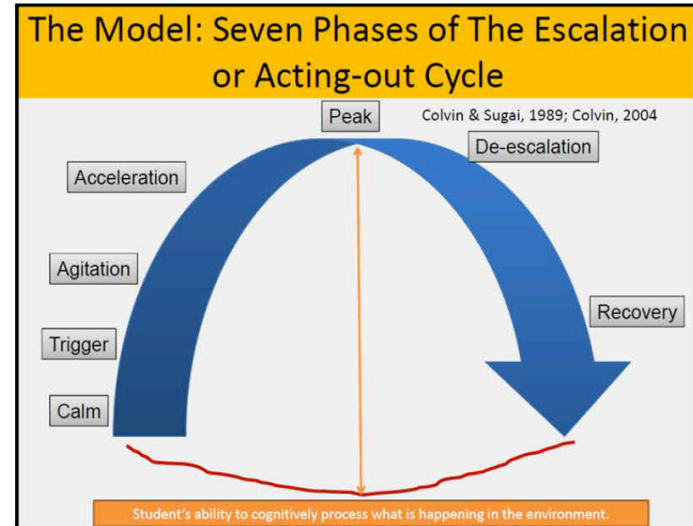 The Model: Seven Phases of The Escalation
or Acting-out Cycle
Peak
Colvin & Sugai, 1989; Colvin, 2004
De-escalation
Acceleration
Agitation
Recovery
Trigger
Calm
Student's ability to cognitively process what is happening in the environment.